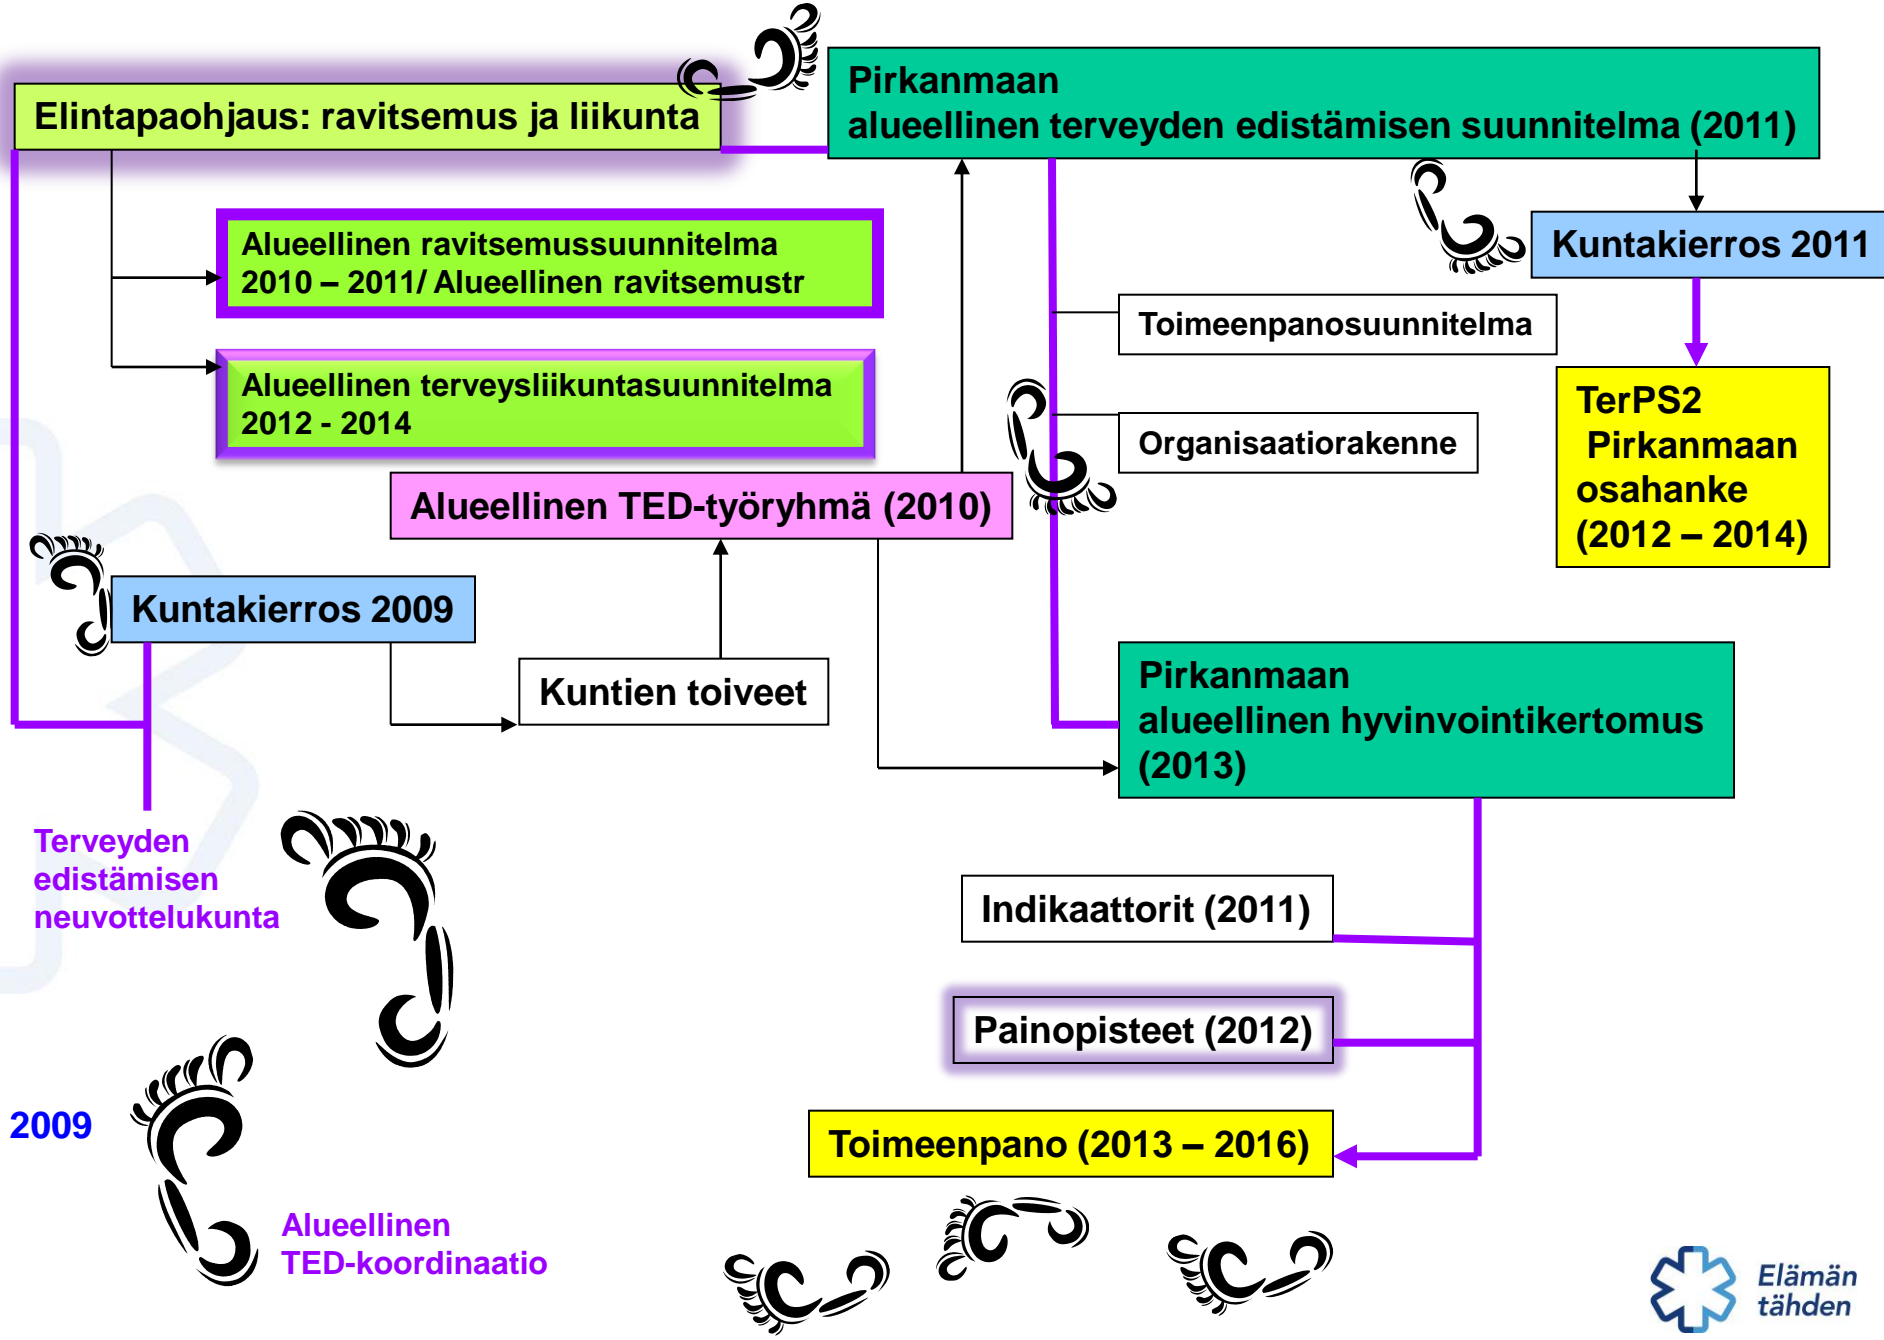 Elintapaohjaus: ravitsemus ja liikunta
Pirkanmaan
alueellinen terveyden edistämisen suunnitelma (2011)
Alueellinen ravitsemussuunnitelma
2010 – 2011/ Alueellinen ravitsemustr
Kuntakierros 2011
Toimeenpanosuunnitelma
Alueellinen terveysliikuntasuunnitelma
2012 - 2014
TerPS2
Pirkanmaan
osahanke
(2012 – 2014)
Organisaatiorakenne
Alueellinen TED-työryhmä (2010)
Kuntakierros 2009
Kuntien toiveet
Pirkanmaan
alueellinen hyvinvointikertomus
(2013)
Terveyden
edistämisen
neuvottelukunta
Indikaattorit (2011)
Painopisteet (2012)
2009
Toimeenpano (2013 – 2016)
Alueellinen
TED-koordinaatio
Elämän
tähden